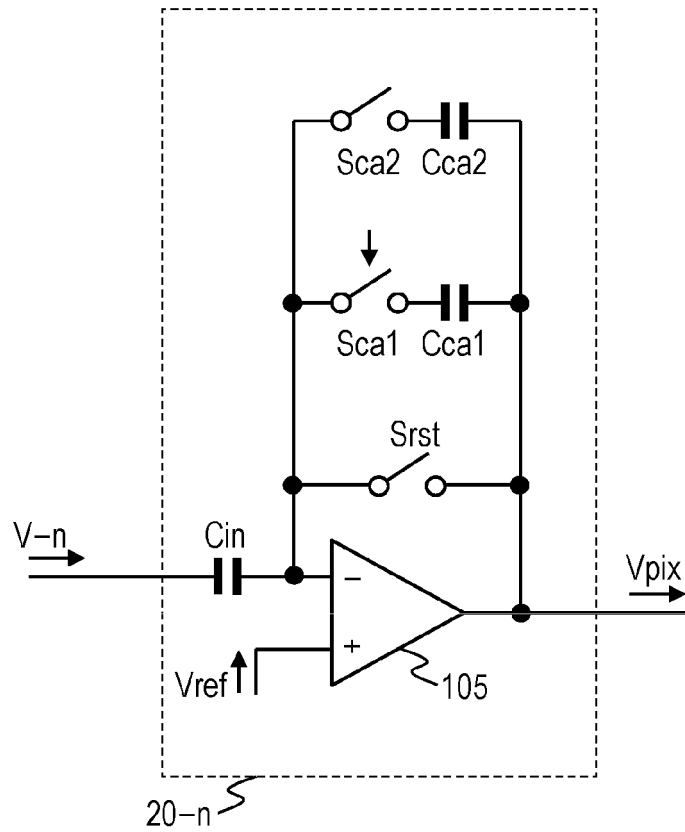 Sca2 Cca2
Sca1 Cca1
Srst
V-n
Cin
Vpix
−
+
Vref
105
20-n